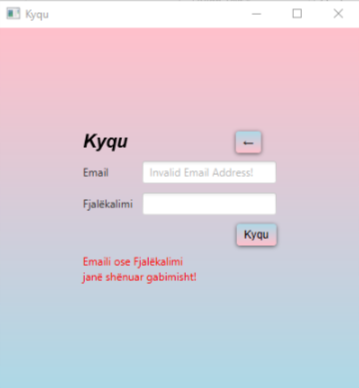 Kyqu
Kyqu
←
Email
Invalid Email Address!
Fjalëkalimi
Kyqu
Emaili ose Fjalëkalimi
janë shënuar gabimisht!